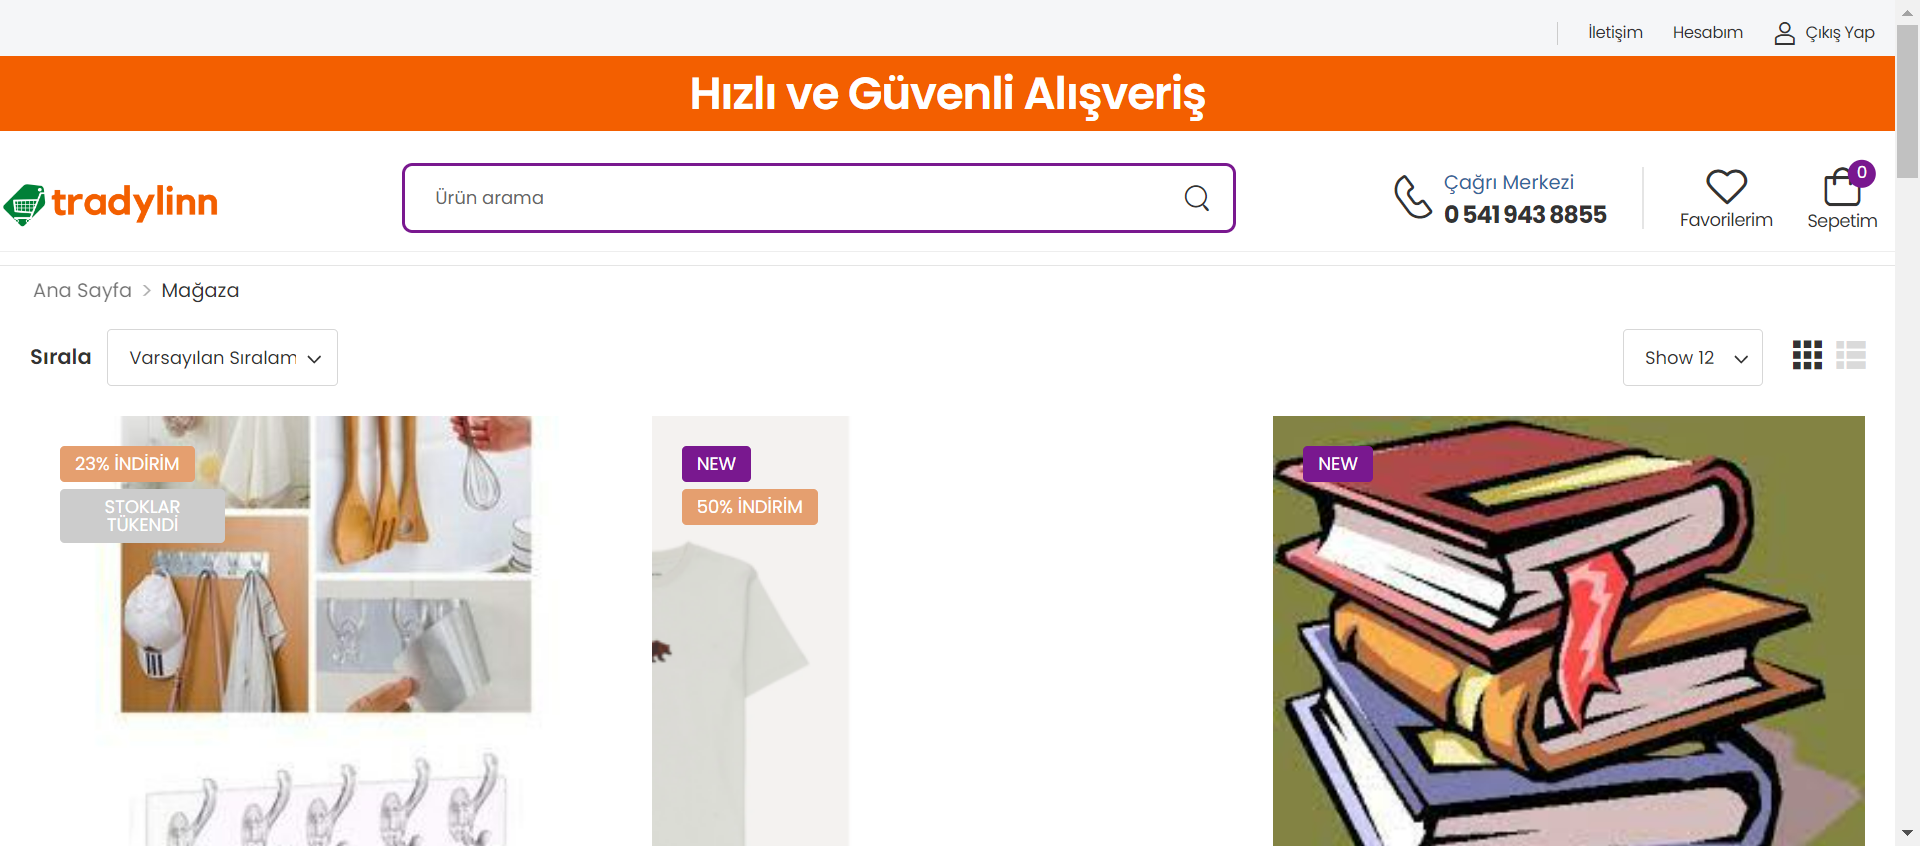 İletişim Hesabım Çıkış Yap
Hızlı ve Güvenli Alışveriş
tradylinn
Ürün arama
Çağrı Merkezi
0 541 943 8855
Favorilerim
0
Sepetim
Ana Sayfa > Mağaza
Sırala
Varsayılan Sıralam
Show 12
23% İNDİRİM
STOKLAR
TÜKENDİ
NEW
50% İNDİRİM
NEW